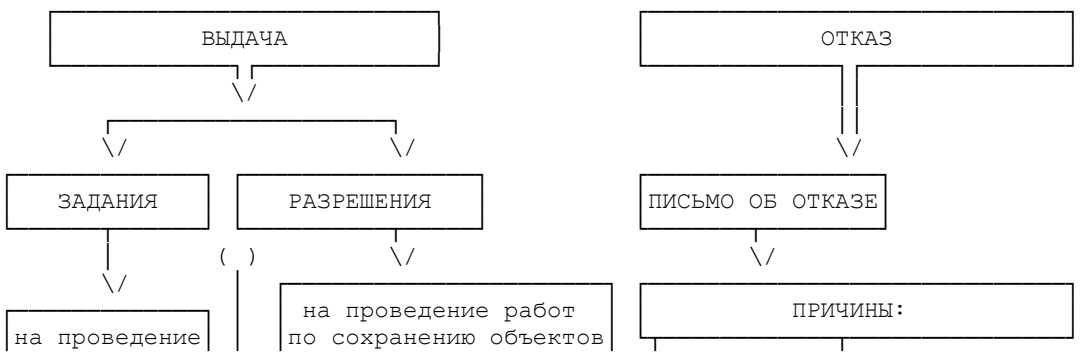 ВЫДАЧА ОТКАЗ
ЗАДАНИЯ РАЗРЕШЕНИЯ ПИСЬМО ОБ ОТКАЗЕ
( )
на проведение работ ПРИЧИНЫ:
на проведение по сохранению объектов